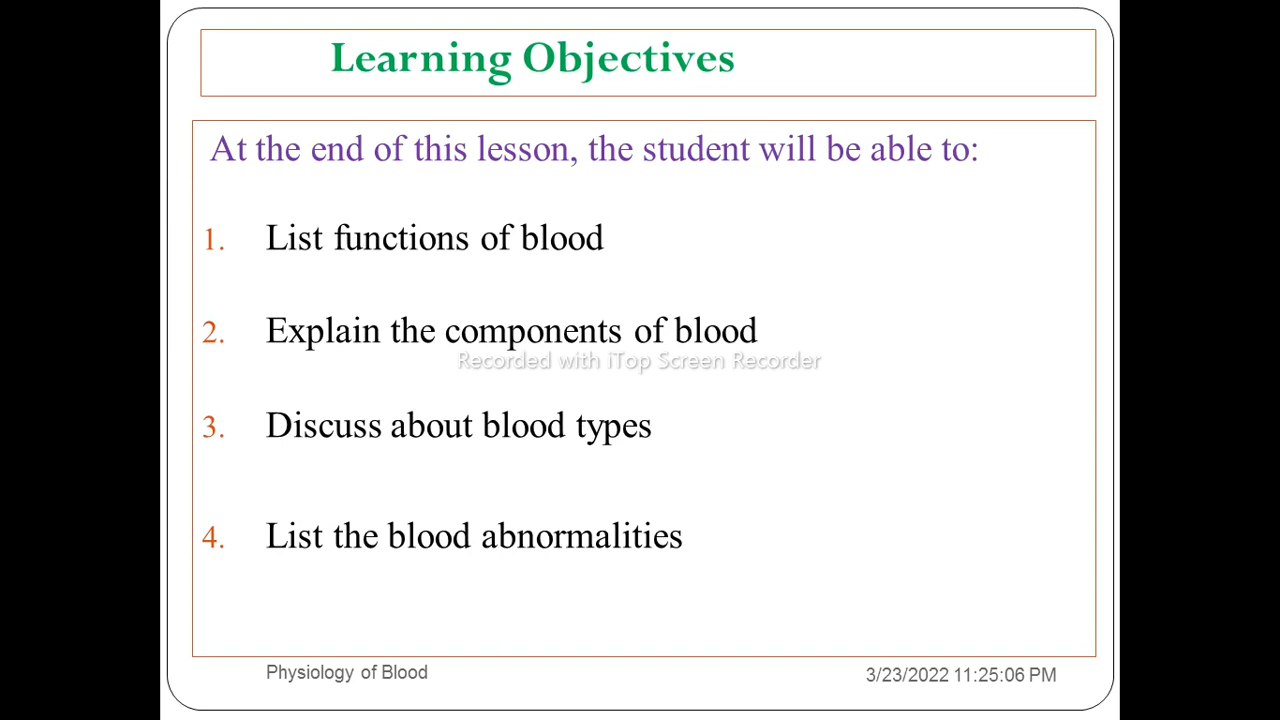 Learning Objectives
At the end of this lesson, the student will be able to:
1. List functions of blood
2. Explain the components of blood
Recorded with iTop Screen Recorder
3. Discuss about blood types
4. List the blood abnormalities
Physiology of Blood
3/23/2022 11:25:06 PM